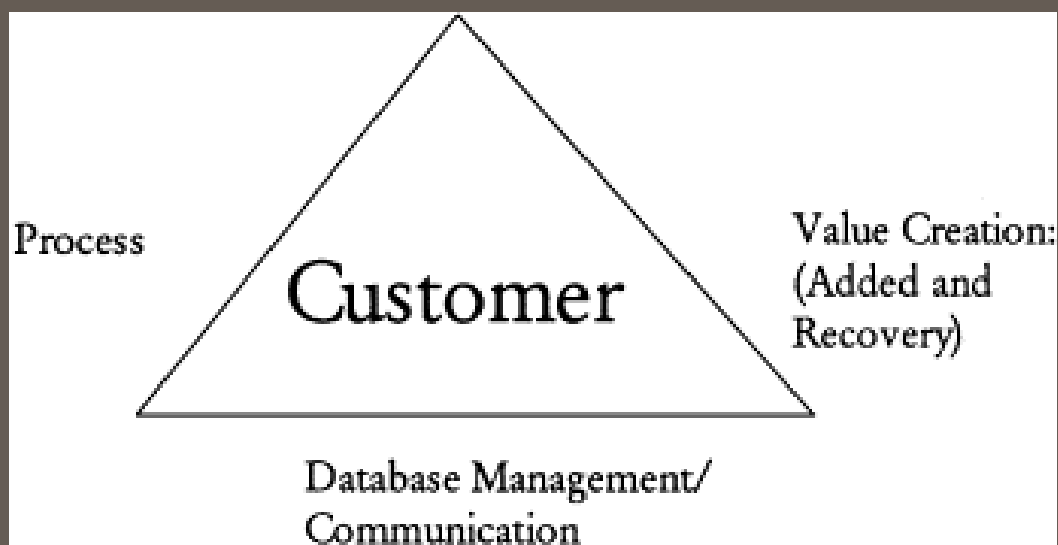 Process
Customer
Value Creation:
(Added and
Recovery)
Database Management/
Communication